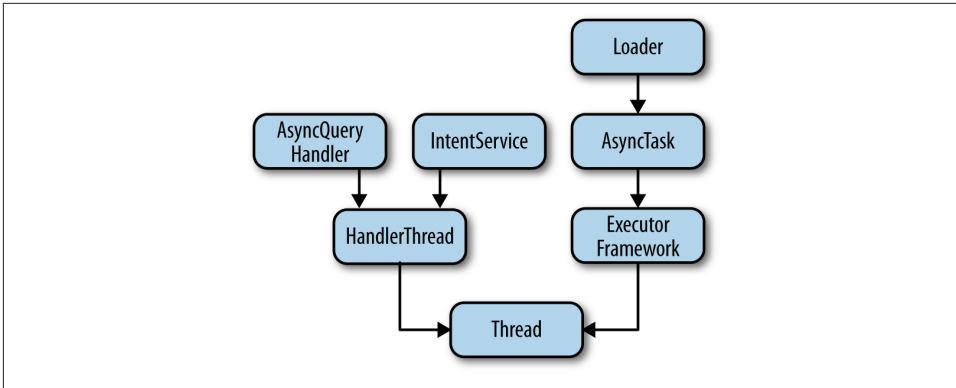 Loader
AsyncQuery
Handler
IntentService
AsyncTask
HandlerThread
Executor
Framework
Thread